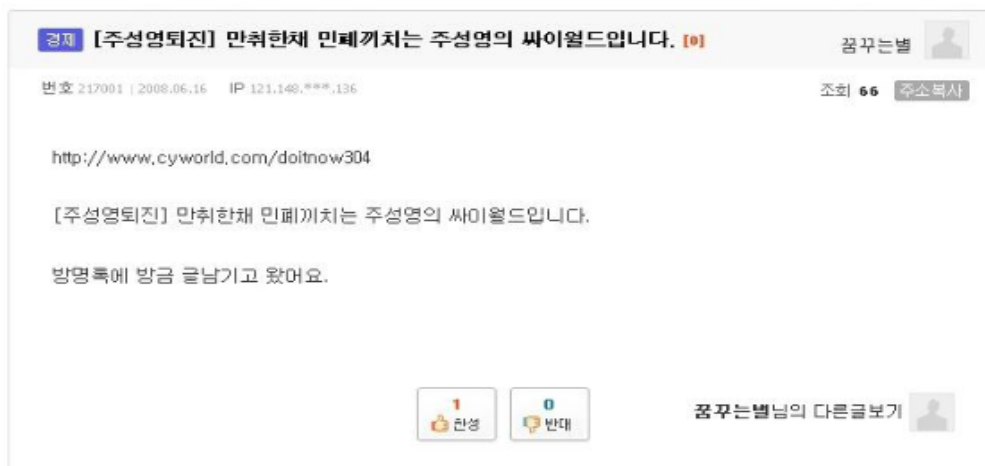 경제 [주성영퇴진] 만취한채 민폐끼치는 주성영의 싸이월드입니다. [0]
꿈꾸는별
번호 217001 | 2008.06.16 IP 121.148.***.136
조회 66 주소복사
http://www.cyworld.com/doitnow304
[주성영퇴진] 만취한채 민폐끼치는 주성영의 싸이월드입니다.
방명록에 방금 글남기고 왔어요.
1 0
찬성 반대
꿈꾸는별님의 다른글보기